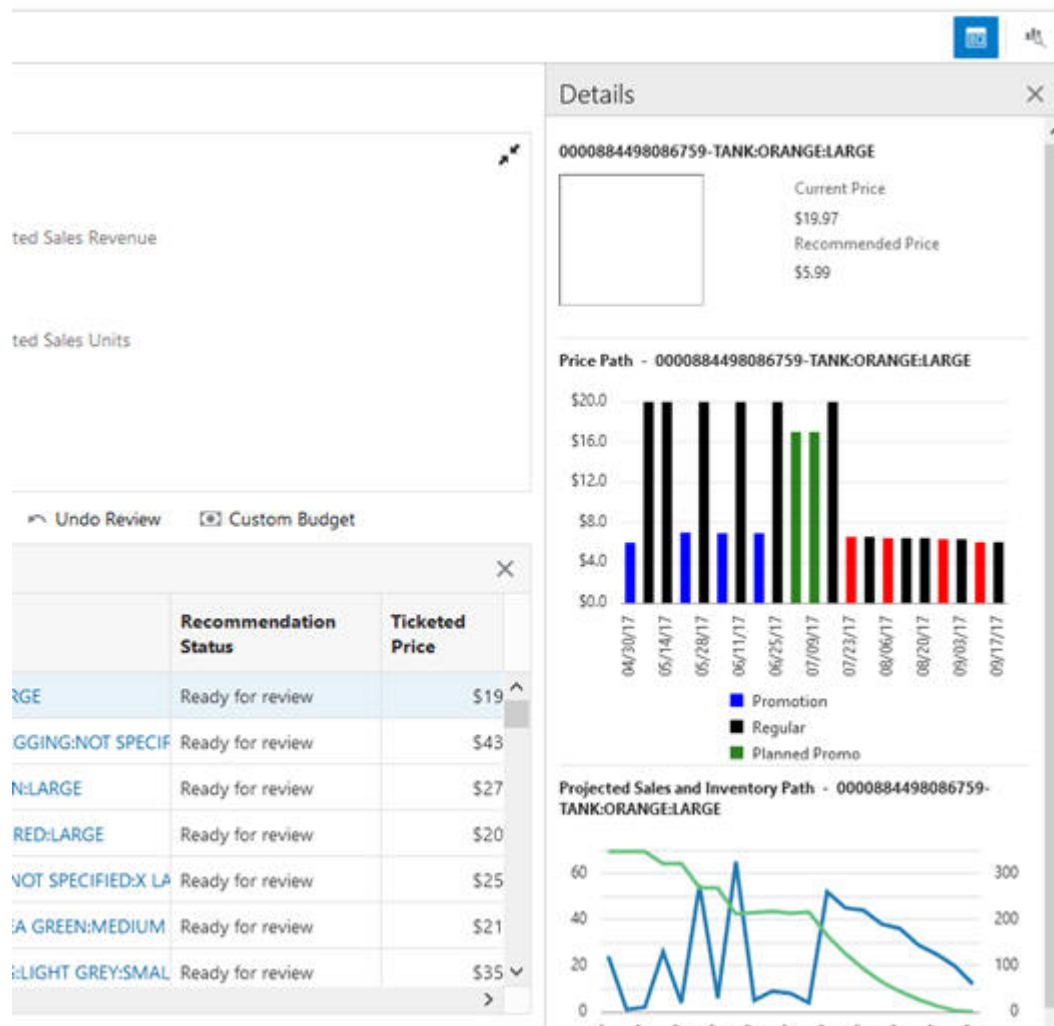 Details
0000884498086759-TANK:ORANGE:LARGE
Current Price
$19.97
Recommended Price
$5.99
ted Sales Revenue
ted Sales Units
Undo Review
Custom Budget
Recommendation Status
Ticketed Price
RGE Ready for review $19
GGING:NOT SPECIF Ready for review $43
N:LARGE Ready for review $27
RED:LARGE Ready for review $20
NOT SPECIFIED:X LA Ready for review $25
EA GREEN:MEDIUM Ready for review $21
:LIGHT GREY:SMAL Ready for review $35
Price Path - 0000884498086759-TANK:ORANGE:LARGE
$20.0
$16.0
$12.0
$8.0
$4.0
$0.0
04/30/17 05/14/17 05/28/17 06/11/17 06/25/17 07/09/17 07/23/17 08/06/17 08/20/17 09/03/17 09/17/17
Promotion
Regular
Planned Promo
Projected Sales and Inventory Path - 0000884498086759-
TANK:ORANGE:LARGE
60 300
40 200
20 100
0 0